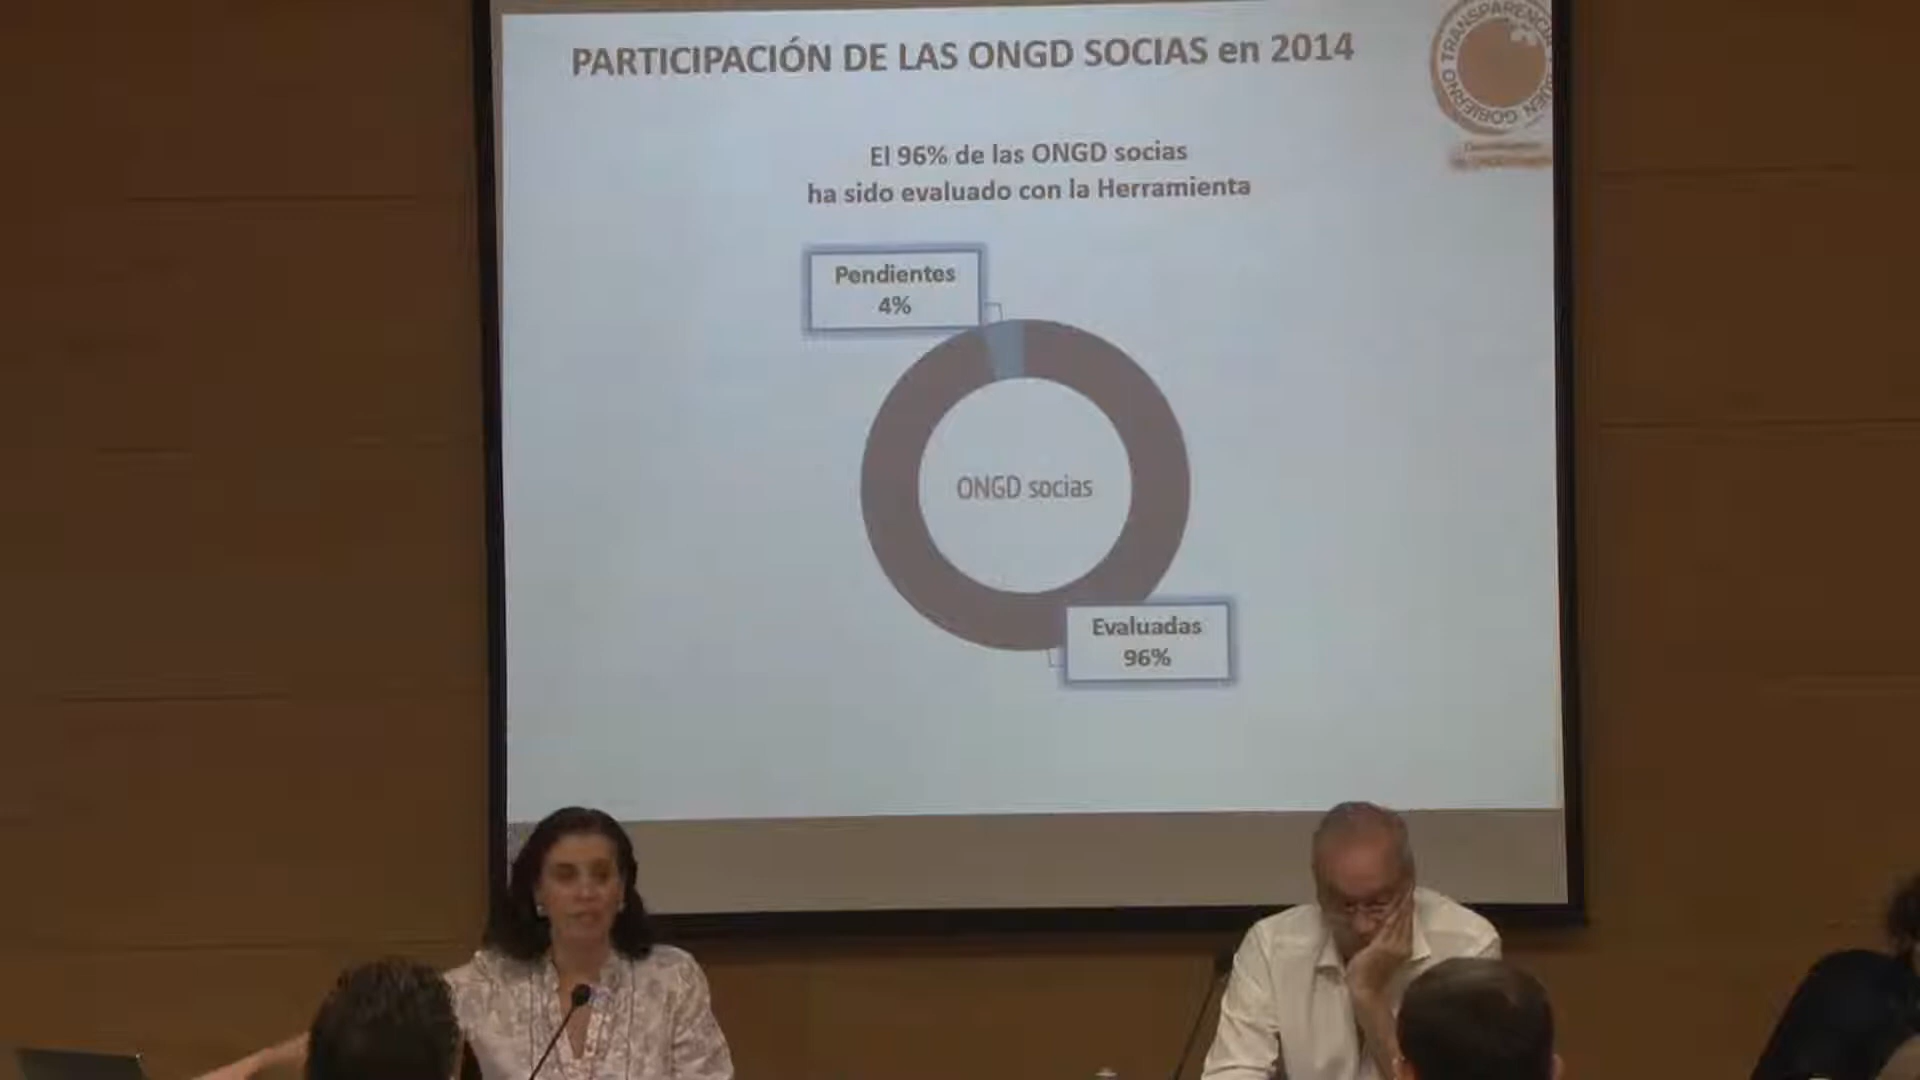 PARTICIPACIÓN DE LAS ONGD SOCIAS en 2014
TRANSPARENCIA
BUEN GOBIERNO
El 96% de las ONGD socias
ha sido evaluado con la Herramienta
Pendientes
4%
ONGD socias
Evaluadas
96%